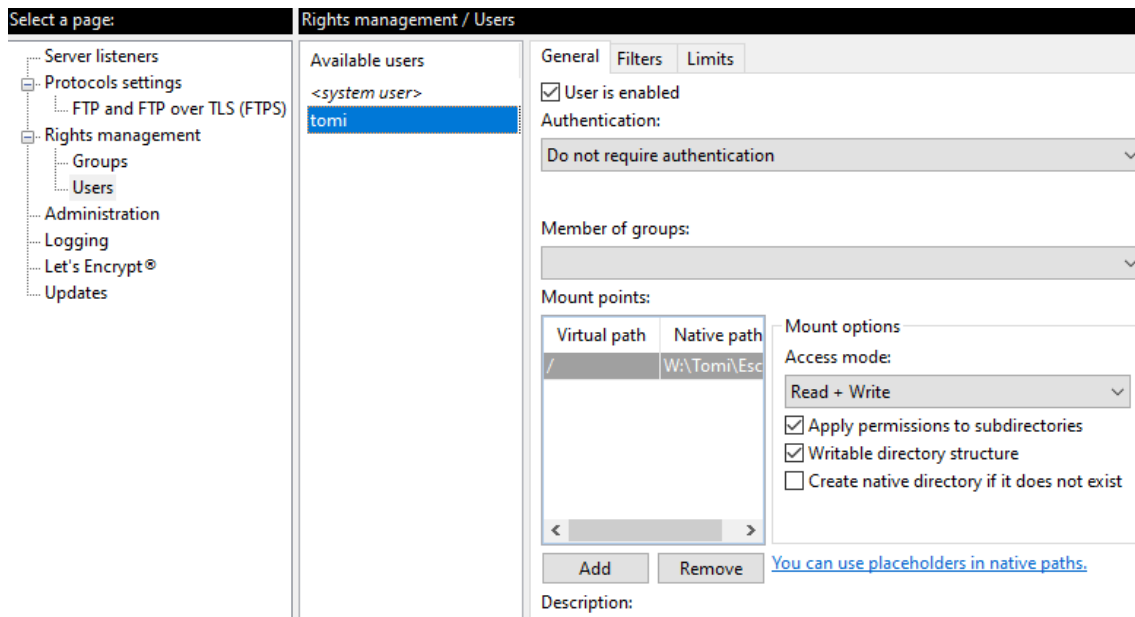 Select a page:
Server listeners
Protocols settings
FTP and FTP over TLS (FTPS)
Rights management
Groups
Users
Administration
Logging
Let's Encrypt®
Updates
Rights management / Users
Available users
<system user>
tomi
General Filters Limits
User is enabled
Authentication:
Do not require authentication
Member of groups:
Mount points:
Virtual path Native path
/ W:\Tomi\Esc
Mount options
Access mode:
Read + Write
Apply permissions to subdirectories
Writable directory structure
Create native directory if it does not exist
Add Remove
You can use placeholders in native paths.
Description: